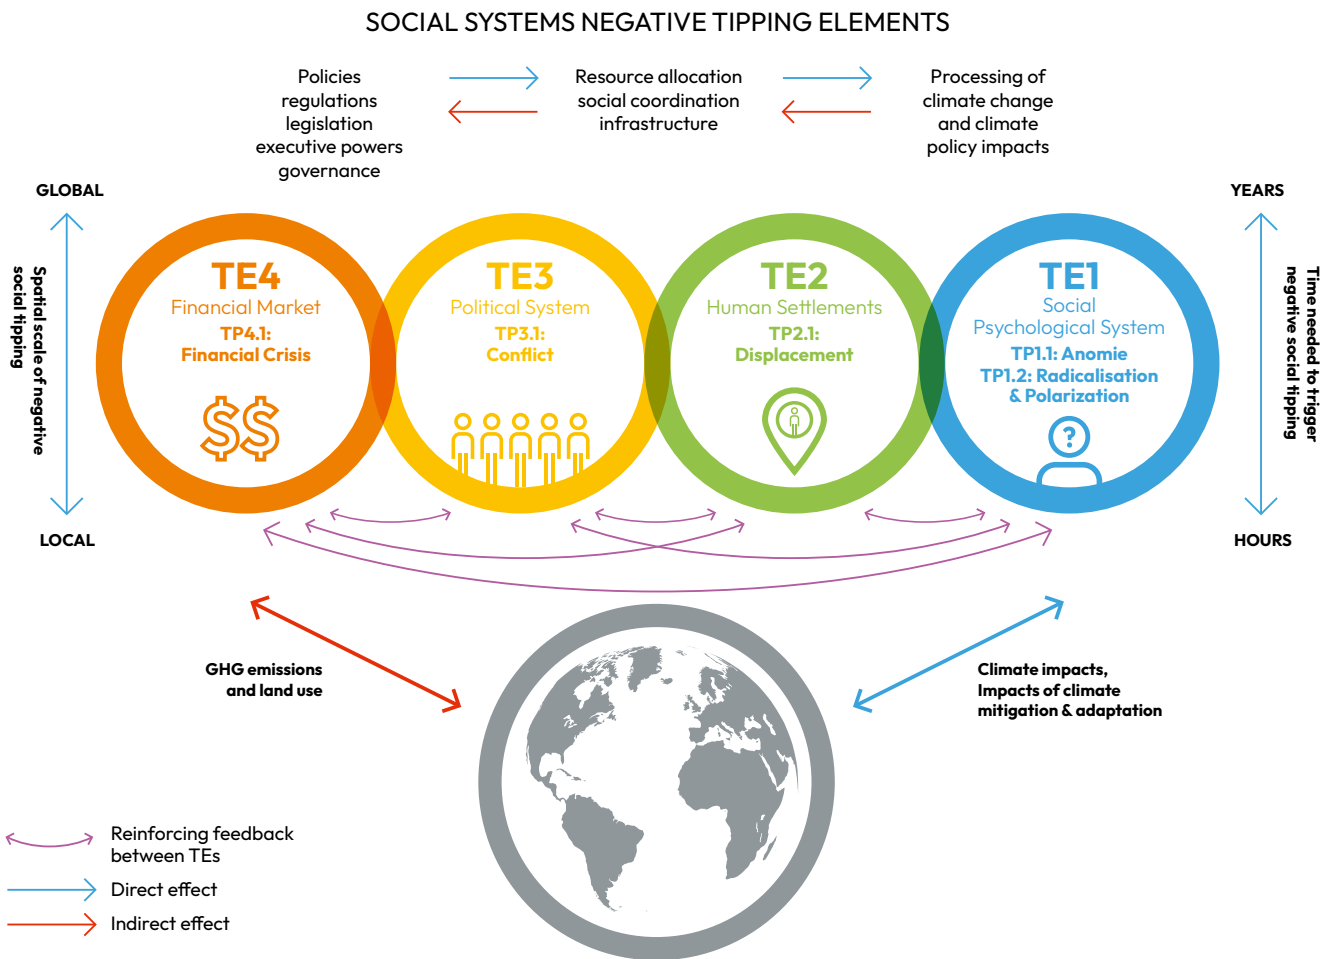 SOCIAL SYSTEMS NEGATIVE TIPPING ELEMENTS
Policies
regulations
legislation
executive powers
governance
Resource allocation
social coordination
infrastructure
Processing of
climate change
and climate
policy impacts
GLOBAL
Spatial scale of negative
social tipping
LOCAL
YEARS
Time needed to trigger
negative social tipping
HOURS
TE4
Financial Market
TP4.1:
Financial Crisis
$$
TE3
Political System
TP3.1:
Conflict
TE2
Human Settlements
TP2.1:
Displacement
TE1
Social
Psychological System
TP1.1: Anomie
TP1.2: Radicalisation
& Polarization
?
GHG emissions
and land use
Climate impacts,
Impacts of climate
mitigation & adaptation
Reinforcing feedback
between TEs
Direct effect
Indirect effect